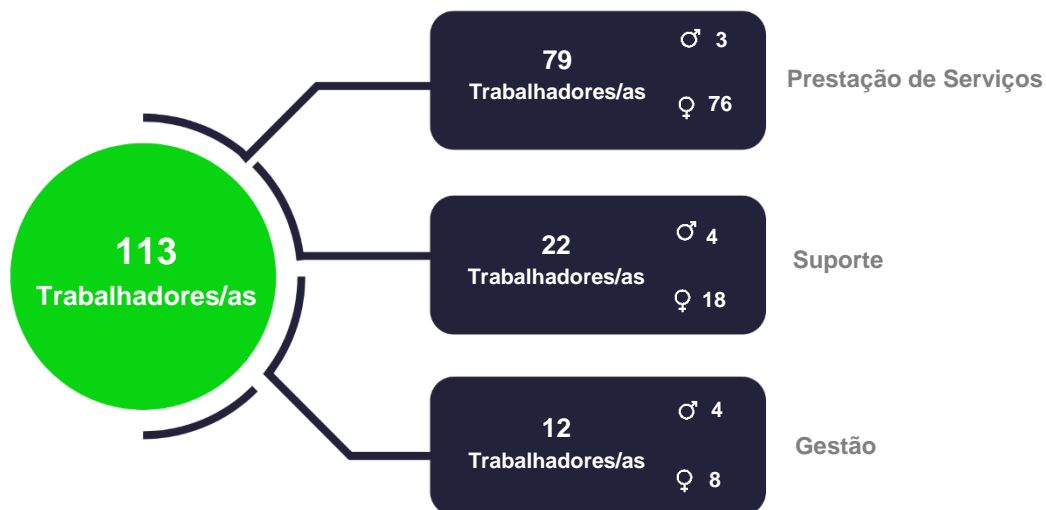 113
Trabalhadores/as
79
Trabalhadores/as
♂ 3
♀ 76
Prestação de Serviços
22
Trabalhadores/as
♂ 4
♀ 18
Suporte
12
Trabalhadores/as
♂ 4
♀ 8
Gestão